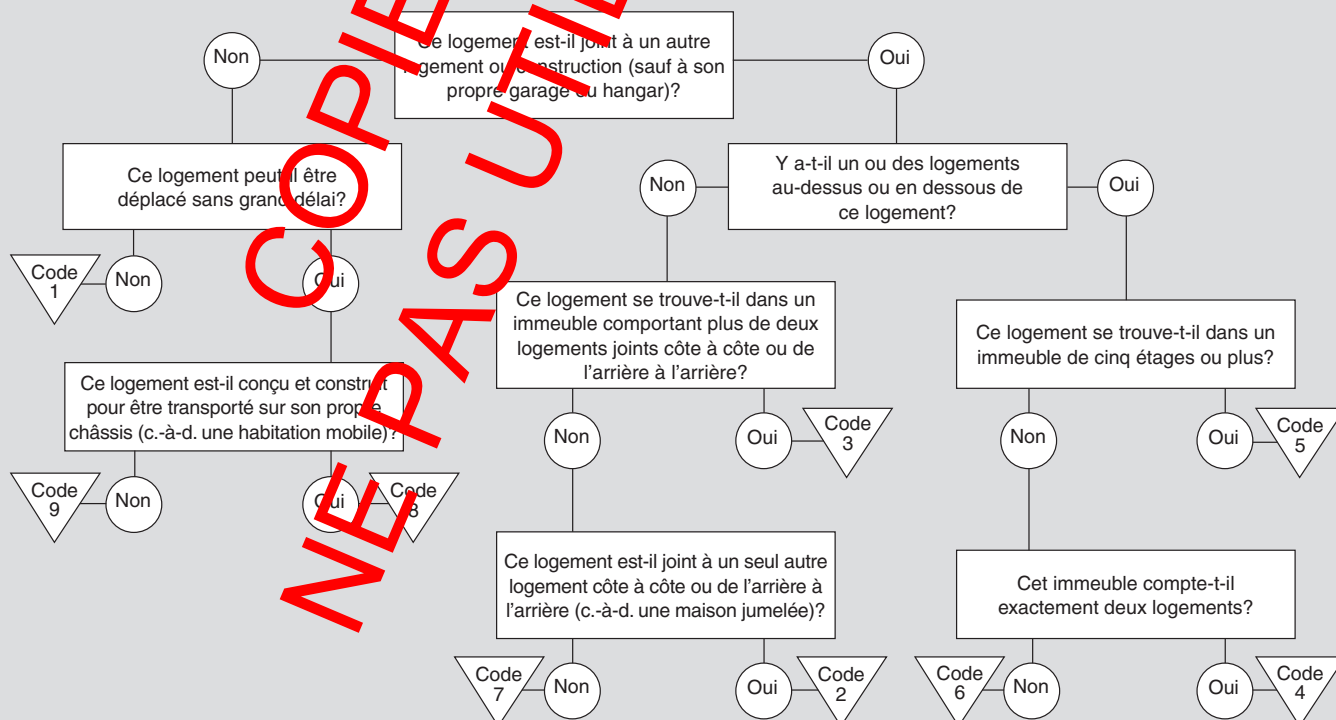 Non
Ce logement est-il joint à un autre
logement ou construction (sauf à son
propre garage ou hangar)?
Oui
Ce logement peut-il être
déplacé sans grand délai?
Non
Y a-t-il un ou des logements
au-dessus ou en dessous de
ce logement?
Oui
Code
1
Non
Oui
Ce logement se trouve-t-il dans un
immeuble comportant plus de deux
logements joints côte à côte ou de
l'arrière à l'arrière?
Ce logement se trouve-t-il dans un
immeuble de cinq étages ou plus?
Ce logement est-il conçu et construit
pour être transporté sur son propre
châssis (c.-à-d. une habitation mobile)?
Non
Oui
Code
3
Non
Oui
Code
5
Code
9
Non
Oui
Code
8
Ce logement est-il joint à un seul autre
logement côte à côte ou de l'arrière à
l'arrière (c.-à-d. une maison jumelée)?
Cet immeuble compte-t-il
exactement deux logements?
Code
7
Non
Oui
Code
2
Code
6
Non
Oui
Code
4
COPIE
NE PAS UTIL